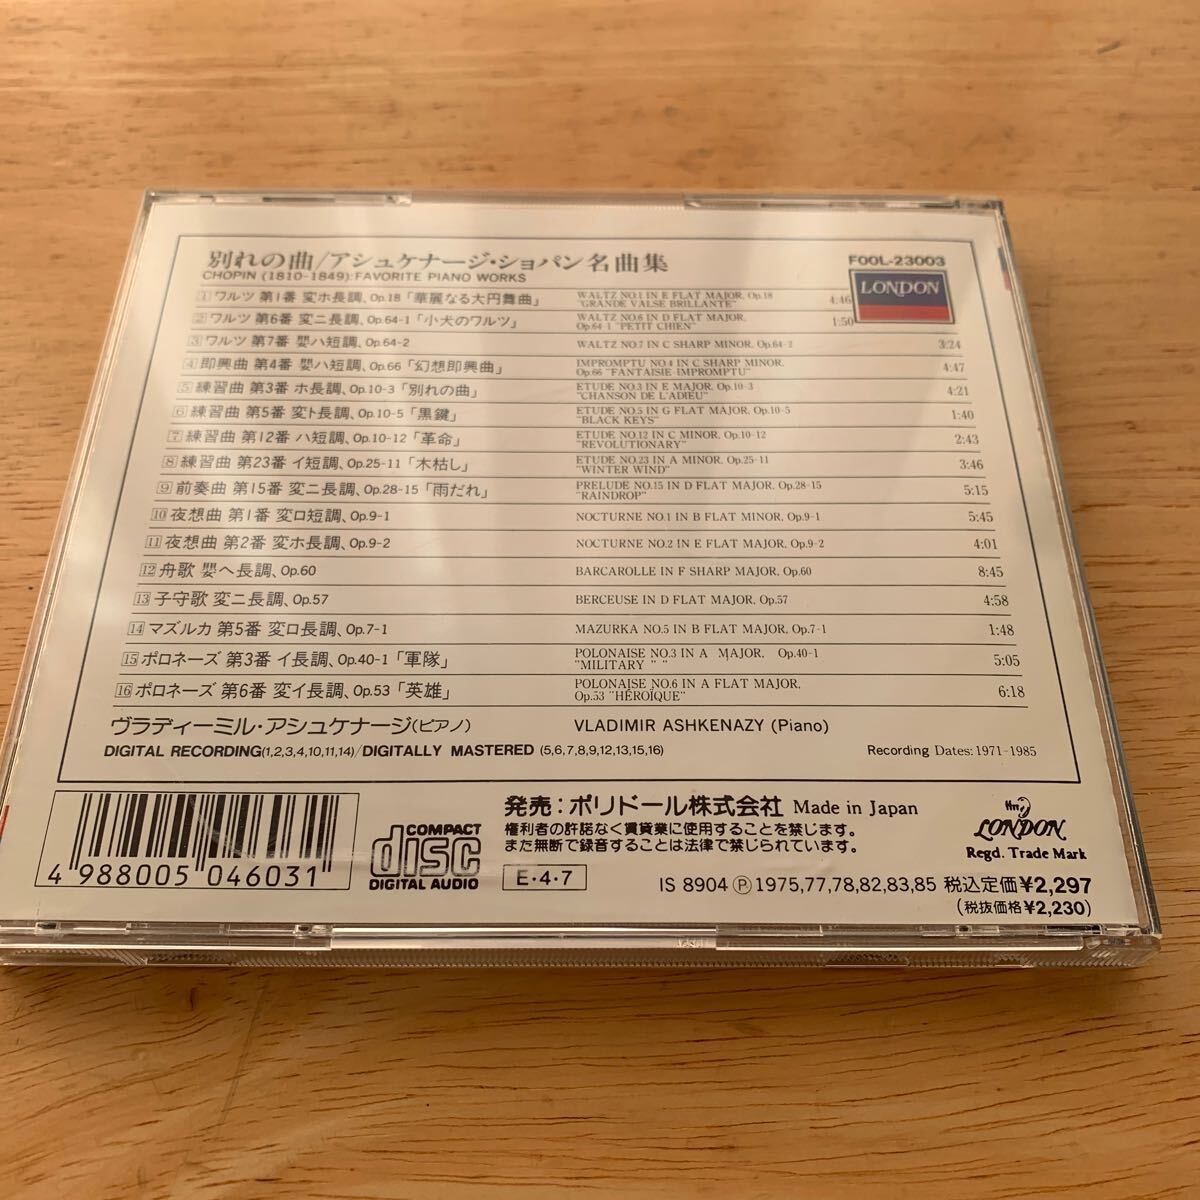 別れの曲/アシュケナージ・ショパン名曲集
CHOPIN (1810-1849): FAVORITE PIANO WORKS
FOOL-23003
LONDON
1 ワルツ 第1番 変ホ長調、Op.18「華麗なる大円舞曲」 WALTZ NO.1 IN E FLAT MAJOR, Op.18 "GRANDE VALSE BRILLANTE" 4:46
2 ワルツ 第6番 変ニ長調、Op.64-1「小犬のワルツ」 WALTZ NO.6 IN D FLAT MAJOR, Op.64-1 "PETIT CHIEN" 1:50
3 ワルツ 第7番 嬰ハ短調、Op.64-2 WALTZ NO.7 IN C SHARP MINOR, Op.64-2 3:24
4 即興曲 第4番 嬰ハ短調、Op.66「幻想即興曲」 IMPROMPTU NO.4 IN C SHARP MINOR, Op.66 "FANTAISIE-IMPROMPTU" 4:47
5 練習曲 第3番 ホ長調、Op.10-3「別れの曲」 ETUDE NO.3 IN E MAJOR, Op.10-3 "CHANSON DE L'ADIEU" 4:21
6 練習曲 第5番 変ト長調、Op.10-5「黒鍵」 ETUDE NO.5 IN G FLAT MAJOR, Op.10-5 "BLACK KEYS" 1:40
7 練習曲 第12番 ハ短調、Op.10-12「革命」 ETUDE NO.12 IN C MINOR, Op.10-12 "REVOLUTIONARY" 2:43
8 練習曲 第23番 イ短調、Op.25-11「木枯し」 ETUDE NO.23 IN A MINOR, Op.25-11 "WINTER WIND" 3:46
9 前奏曲 第15番 変ニ長調、Op.28-15「雨だれ」 PRELUDE NO.15 IN D FLAT MAJOR, Op.28-15 "RAINDROP" 5:15
10 夜想曲 第1番 変ロ短調、Op.9-1 NOCTURNE NO.1 IN B FLAT MINOR, Op.9-1 5:45
11 夜想曲 第2番 変ホ長調、Op.9-2 NOCTURNE NO.2 IN E FLAT MAJOR, Op.9-2 4:01
12 舟歌 嬰ヘ長調、Op.60 BARCAROLLE IN F SHARP MAJOR, Op.60 8:45
13 子守歌 変ニ長調、Op.57 BERCEUSE IN D FLAT MAJOR, Op.57 4:58
14 マズルカ 第5番 変ロ長調、Op.7-1 MAZURKA NO.5 IN B FLAT MAJOR, Op.7-1 1:48
15 ポロネーズ 第3番 イ長調、Op.40-1「軍隊」 POLONAISE NO.3 IN A MAJOR, Op.40-1 "MILITARY " " 5:05
16 ポロネーズ 第6番 変イ長調、Op.53「英雄」 POLONAISE NO.6 IN A FLAT MAJOR, Op.53 "HÉROÏQUE" 6:18
ヴラディーミル・アシュケナージ(ピアノ) VLADIMIR ASHKENAZY (Piano)
DIGITAL RECORDING(1,2,3,4,10,11,14)/DIGITALLY MASTERED (5,6,7,8,9,12,13,15,16) Recording Dates: 1971-1985
4 988005 046031
COMPACT
disc
DIGITAL AUDIO
発売：ポリドール株式会社 Made in Japan
権利者の許諾なく賃貸業に使用することを禁じます。
また無断で録音することは法律で禁じられています。
E・4・7
LONDON
Regd. Trade Mark
IS 8904 Ⓟ 1975,77,78,82,83,85 税込定価¥2,297
(税抜価格¥2,230)